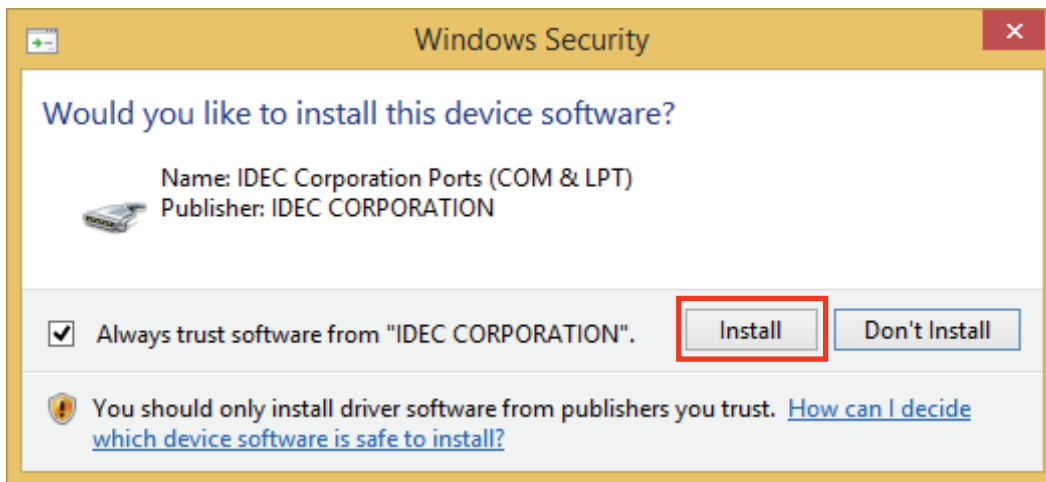 Windows Security
Would you like to install this device software?
Name: IDEC Corporation Ports (COM & LPT)
Publisher: IDEC CORPORATION
Always trust software from "IDEC CORPORATION".
Install
Don't Install
You should only install driver software from publishers you trust. How can I decide
which device software is safe to install?